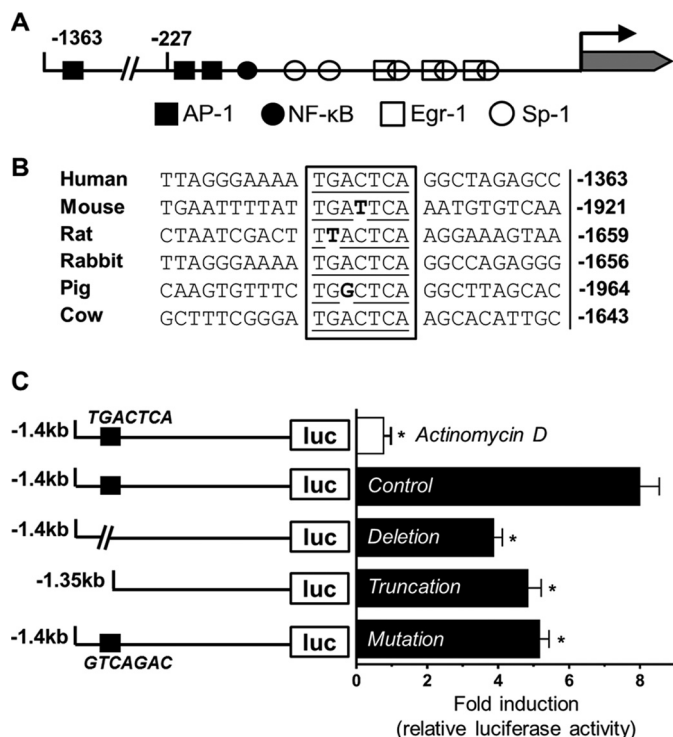 A
-1363
-227
AP-1 NF-κB Egr-1 Sp-1
B
Human TTAGGGAAAA TGACTCA GGCTAGAGCC -1363
Mouse TGAATTTTAT TGATTCA AATGTGTCAA -1921
Rat CTAATCGACT TTACTCA AGGAAAGTAA -1659
Rabbit TTAGGGAAAA TGACTCA GGCCAGAGGG -1656
Pig CAAGTGTTTC TGGCTCA GGCTTAGCAC -1964
Cow GCTTTCGGGA TGACTCA AGCACATTGC -1643
C
TGACTCA
-1.4kb luc * Actinomycin D
-1.4kb luc Control
-1.4kb luc Deletion *
-1.35kb luc Truncation *
-1.4kb luc Mutation *
GTCAGAC
0 2 4 6 8
Fold induction
(relative luciferase activity)